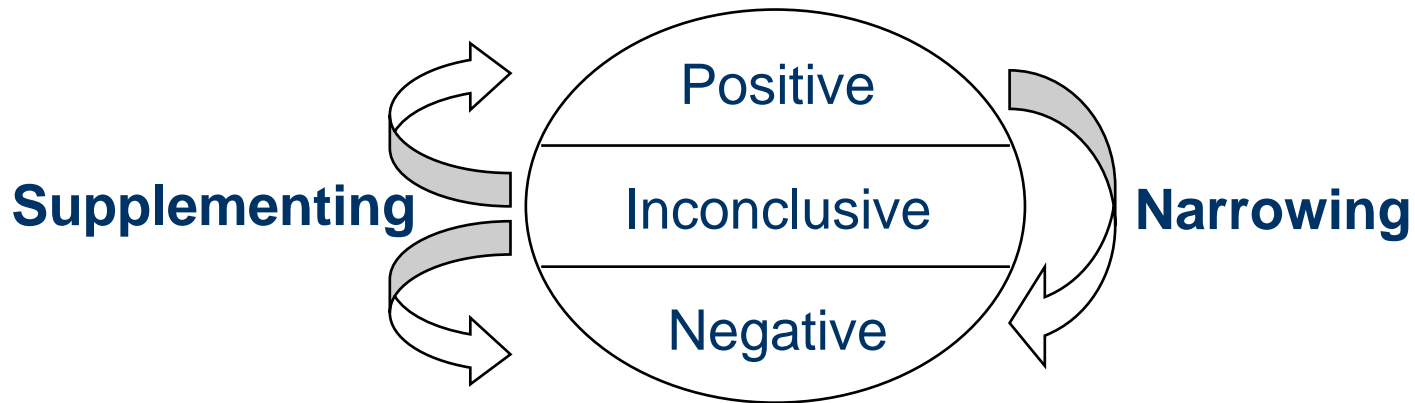 Positive
Supplementing
Inconclusive
Narrowing
Negative